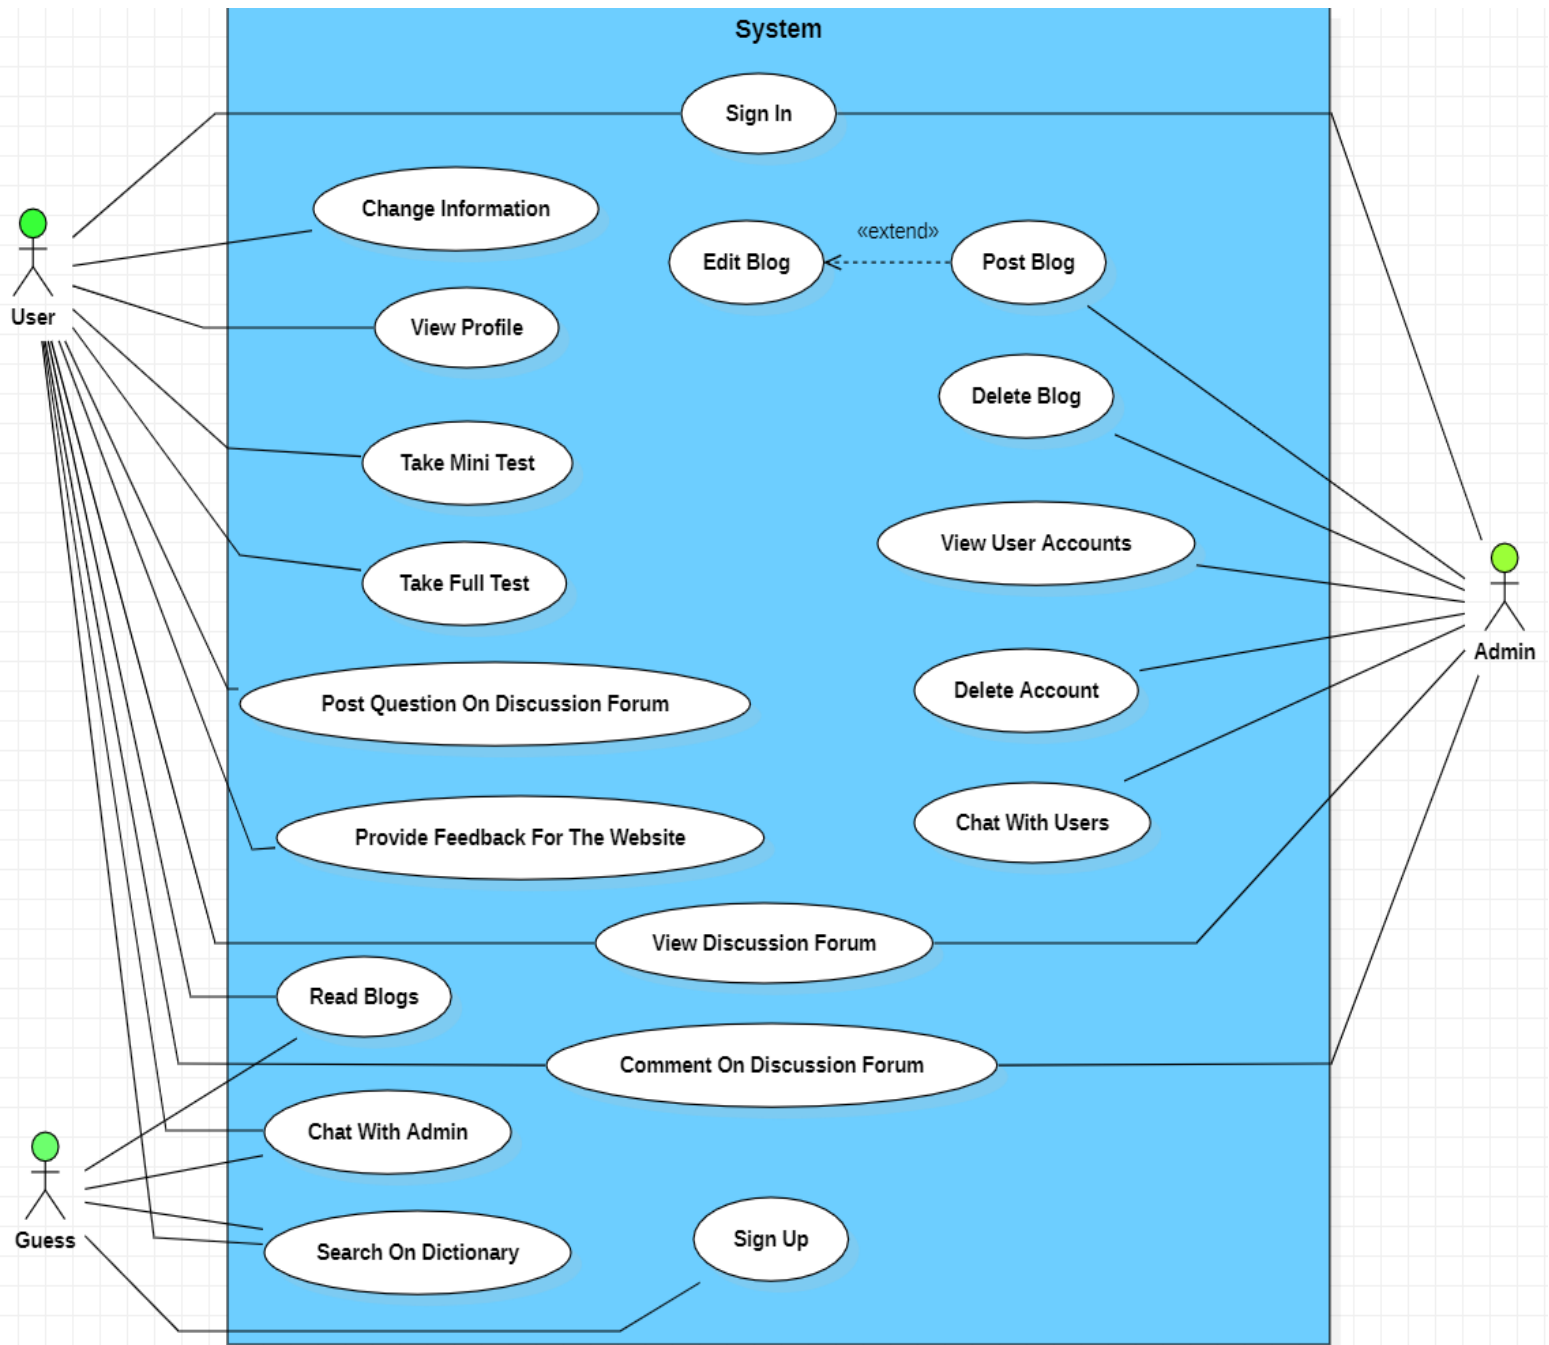 System
Sign In
Change Information
«extend»
Edit Blog
Post Blog
User
View Profile
Delete Blog
Take Mini Test
View User Accounts
Take Full Test
Admin
Delete Account
Post Question On Discussion Forum
Chat With Users
Provide Feedback For The Website
View Discussion Forum
Read Blogs
Comment On Discussion Forum
Chat With Admin
Guess
Sign Up
Search On Dictionary